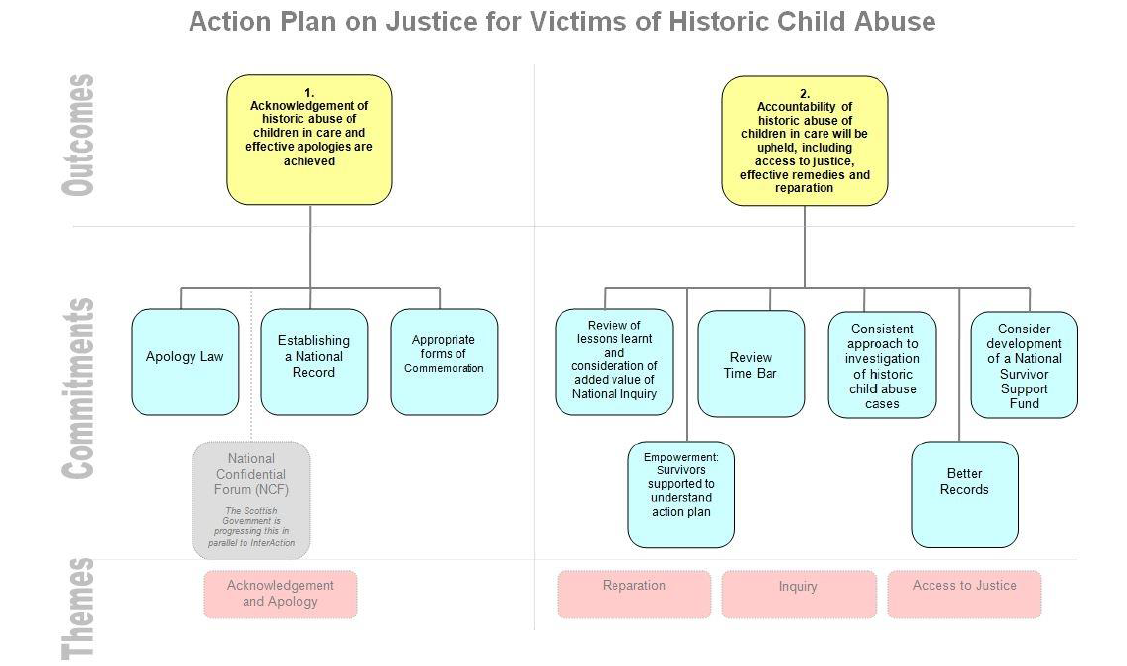 Action Plan on Justice for Victims of Historic Child Abuse
Outcomes
1.
Acknowledgement of
historic abuse of
children in care and
effective apologies are
achieved
2.
Accountability of
historic abuse of
children in care will be
upheld, including
access to justice,
effective remedies and
reparation
Commitments
Apology Law
Establishing
a National
Record
Appropriate
forms of
Commemoration
National
Confidential
Forum (NCF)
The Scottish
Government is
progressing this in
parallel to InterAction
Review of
lessons learnt
and
consideration of
added value of
National Inquiry
Review
Time Bar
Consistent
approach to
investigation
of historic
child abuse
cases
Consider
development
of a National
Survivor
Support
Fund
Empowerment:
Survivors
supported to
understand
action plan
Better
Records
Themes
Acknowledgement
and Apology
Reparation
Inquiry
Access to Justice